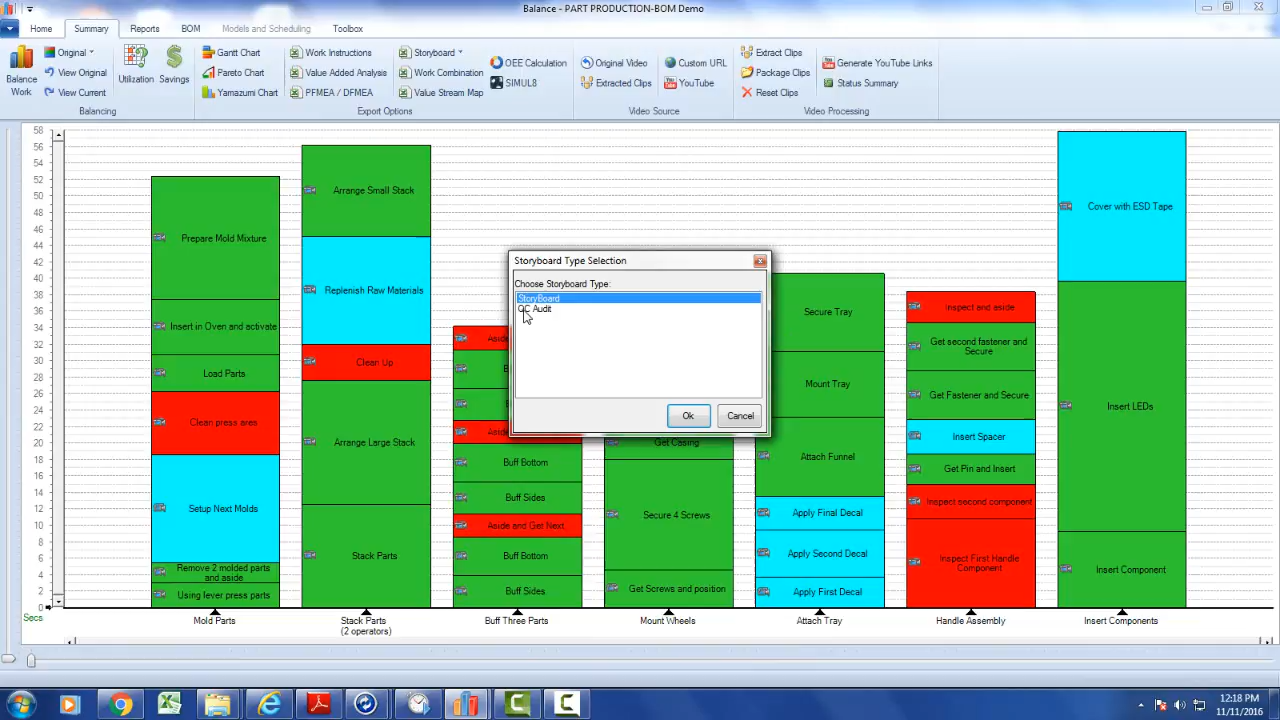 Balance - PART PRODUCTION-BOM Demo
Home Summary Reports BOM Models and Scheduling Toolbox
Balance Work
Original
View Original
View Current
Utilization
Savings
Balancing
Gantt Chart
Pareto Chart
Yamazumi Chart
Work Instructions
Value Added Analysis
PFMEA / DFMEA
Storyboard
Work Combination
Value Stream Map
OEE Calculation
SIMUL8
Export Options
Original Video
Extracted Clips
Custom URL
YouTube
Video Source
Extract Clips
Package Clips
Reset Clips
Generate YouTube Links
Status Summary
Video Processing
58
56
54
52
50
48
46
44
42
40
38
36
34
32
30
28
26
24
22
20
18
16
14
12
10
8
6
4
2
0
Secs
Prepare Mold Mixture
Insert in Oven and activate
Load Parts
Clean press ares
Setup Next Molds
Remove 2 molded parts
and aside
Using lever press parts
Mold Parts
Arrange Small Stack
Replenish Raw Materials
Clean Up
Arrange Large Stack
Stack Parts
Stack Parts
(2 operators)
Buff Bottom
Buff Sides
Aside and Get Next
Buff Bottom
Buff Sides
Buff Three Parts
Storyboard Type Selection
Choose Storyboard Type:
StoryBoard
QC Audit
Ok Cancel
Get Casing
Secure 4 Screws
Get Screws and position
Mount Wheels
Secure Tray
Mount Tray
Attach Funnel
Apply Final Decal
Apply Second Decal
Apply First Decal
Attach Tray
Inspect and aside
Get second fastener and
Secure
Get Fastener and Secure
Insert Spacer
Get Pin and Insert
Inspect second component
Inspect First Handle
Component
Handle Assembly
Cover with ESD Tape
Insert LEDs
Insert Component
Insert Components
12:18 PM
11/11/2016